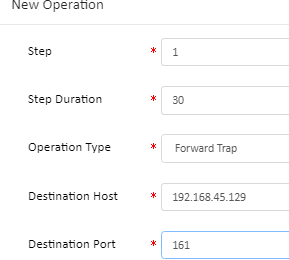 New Operation
Step * 1
Step Duration * 30
Operation Type * Forward Trap
Destination Host * 192.168.45.129
Destination Port * 161